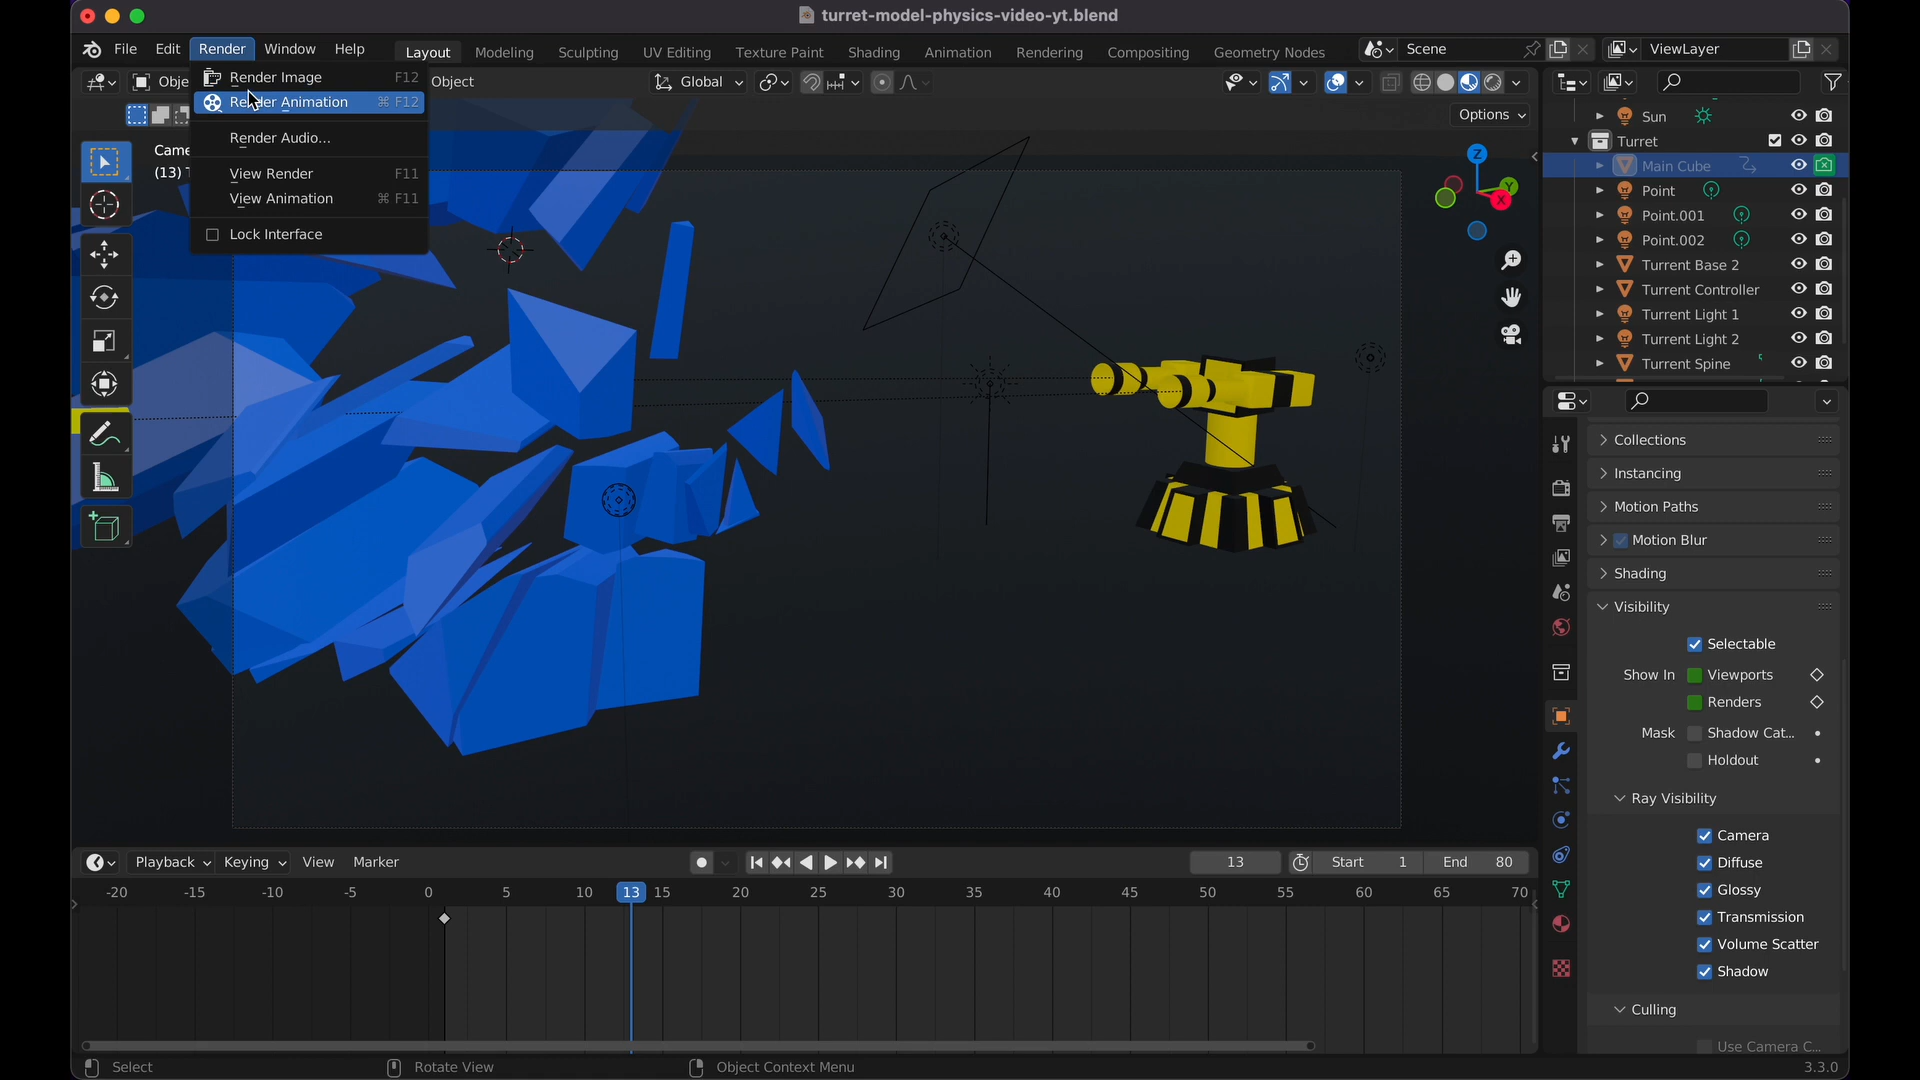 turret-model-physics-video-yt.blend
File Edit Render Window Help Layout Modeling Sculpting UV Editing Texture Paint Shading Animation Rendering Compositing Geometry Nodes Scene ViewLayer
Obje Object Global
Render Image F12
Render Animation ⌘ F12
Render Audio...
View Render F11
View Animation ⌘ F11
Lock Interface
Options
Came
(13) T
Z
Y
X
Sun
Turret
Main Cube
Point
Point.001
Point.002
Turrent Base 2
Turrent Controller
Turrent Light 1
Turrent Light 2
Turrent Spine
Collections
Instancing
Motion Paths
Motion Blur
Shading
Visibility
Selectable
Show In Viewports
Renders
Mask Shadow Cat...
Holdout
Ray Visibility
Camera
Diffuse
Glossy
Transmission
Volume Scatter
Shadow
Culling
Use Camera C...
Playback Keying View Marker 13 Start 1 End 80
-20 -15 -10 -5 0 5 10 13 15 20 25 30 35 40 45 50 55 60 65 70
Select Rotate View Object Context Menu 3.3.0